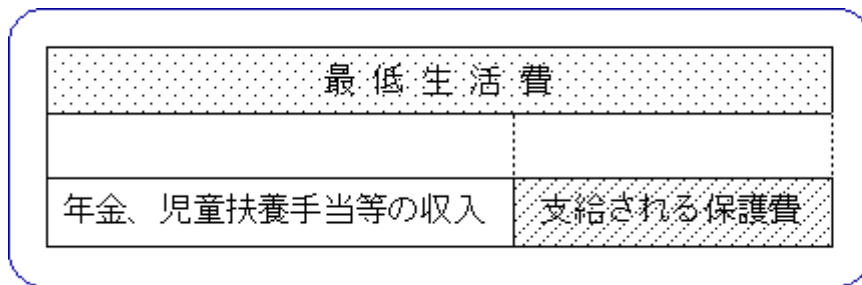 最低生活費
年金、児童扶養手当等の収入
支給される保護費